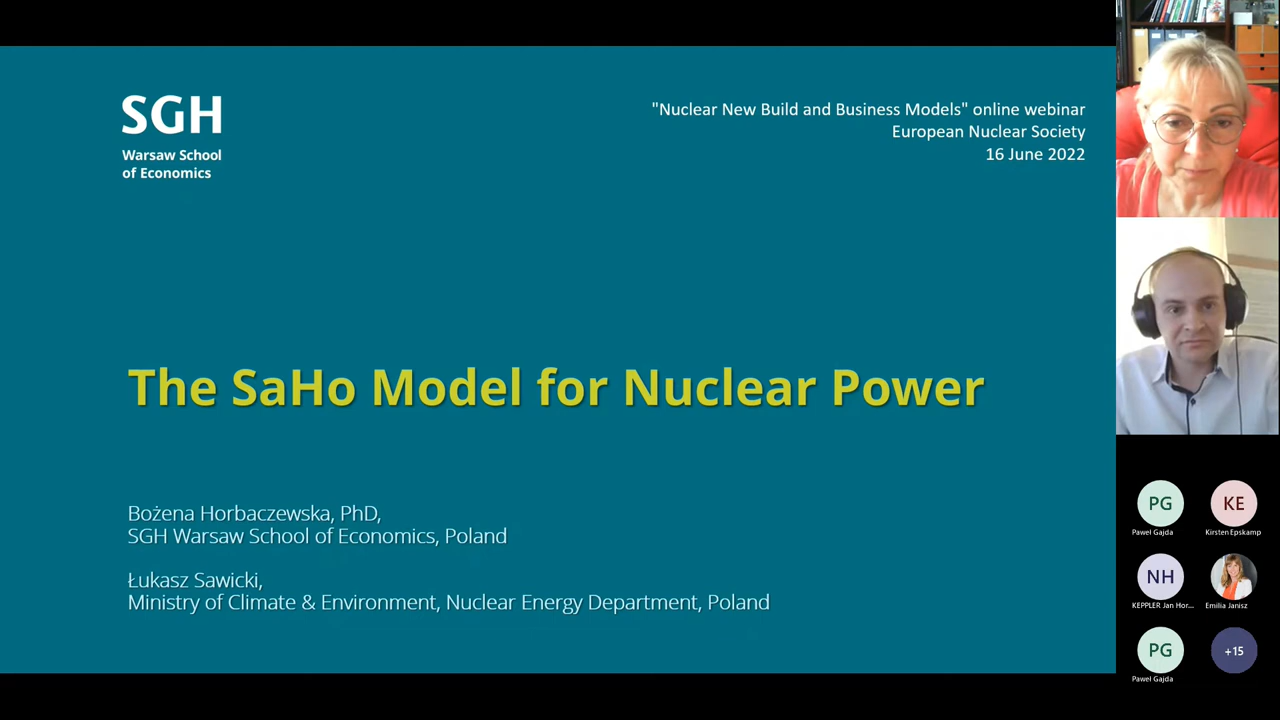 SGH
Warsaw School
of Economics
"Nuclear New Build and Business Models" online webinar
European Nuclear Society
16 June 2022
The SaHo Model for Nuclear Power
Bożena Horbaczewska, PhD,
SGH Warsaw School of Economics, Poland
Łukasz Sawicki,
Ministry of Climate & Environment, Nuclear Energy Department, Poland
PG
KE
Pawel Gajda
Kirsten Epskamp
NH
KEPPLER Jan Hor...
Emilia Janisz
PG
+15
Pawel Gajda